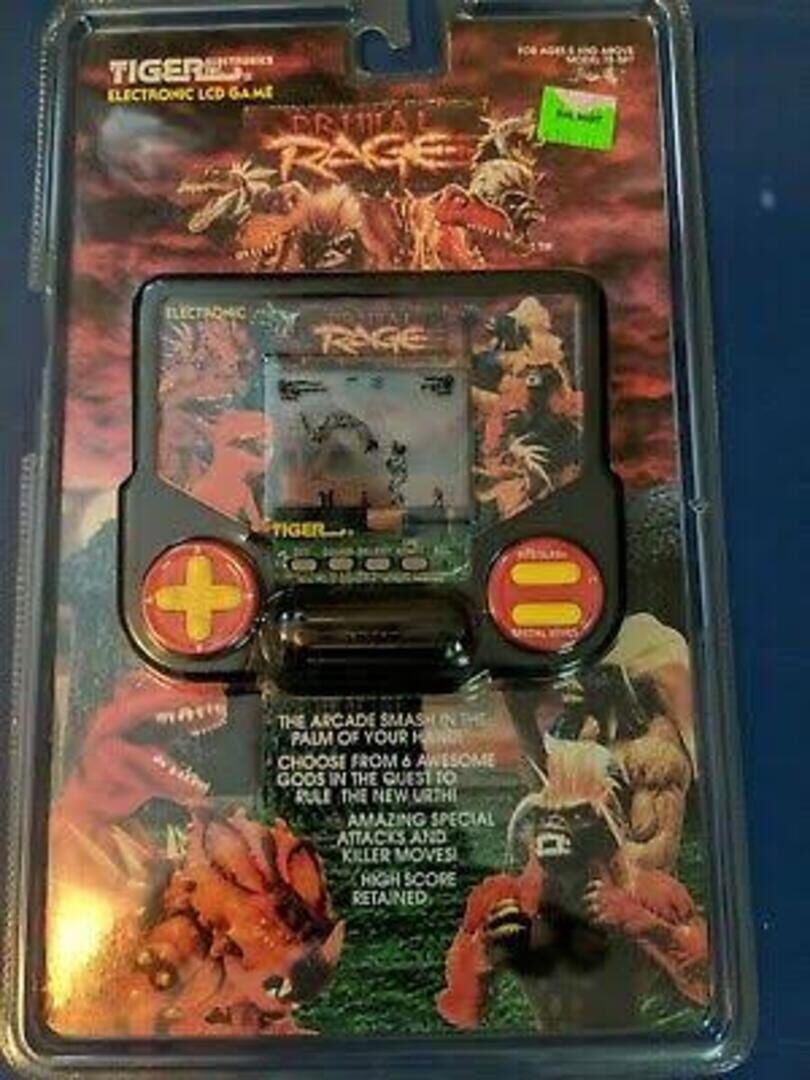 TIGER ELECTRONICS
ELECTRONIC LCD GAME
FOR AGES 8 AND ABOVE
PRIMAL
RAGE
TM
ELECTRONIC
RAGE
TIGER
THE ARCADE SMASH IN THE
PALM OF YOUR HAND!
CHOOSE FROM 6 AWESOME
GODS IN THE QUEST TO
RULE THE NEW URTH!
AMAZING SPECIAL
ATTACKS AND
KILLER MOVES!
HIGH SCORE
RETAINED